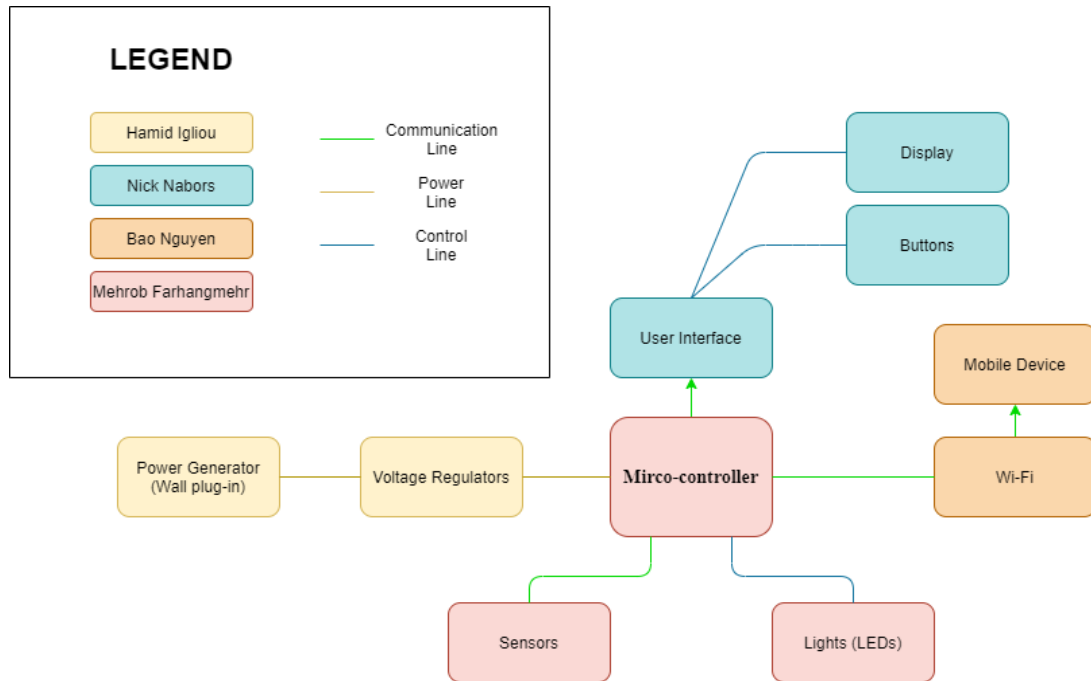 LEGEND
Hamid Igliou
Nick Nabors
Bao Nguyen
Mehrob Farhangmehr
Communication
Line
Power
Line
Control
Line
Display
Buttons
User Interface
Mobile Device
Power Generator
(Wall plug-in)
Voltage Regulators
Mirco-controller
Wi-Fi
Sensors
Lights (LEDs)